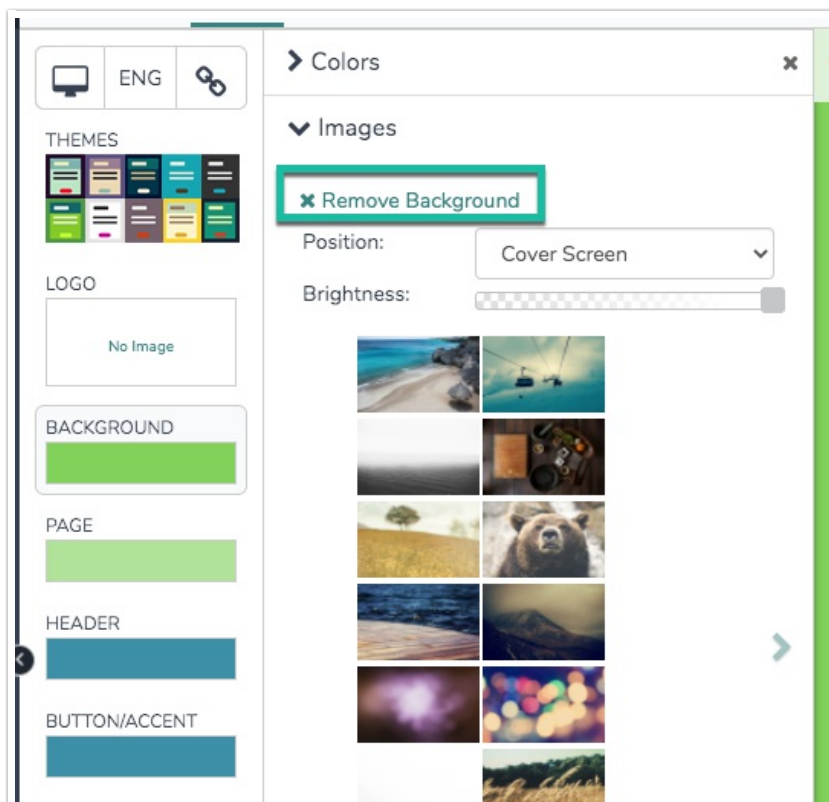 ENG
THEMES
LOGO
No Image
BACKGROUND
PAGE
HEADER
BUTTON/ACCENT
Colors
Images
Remove Background
Position:
Cover Screen
Brightness: